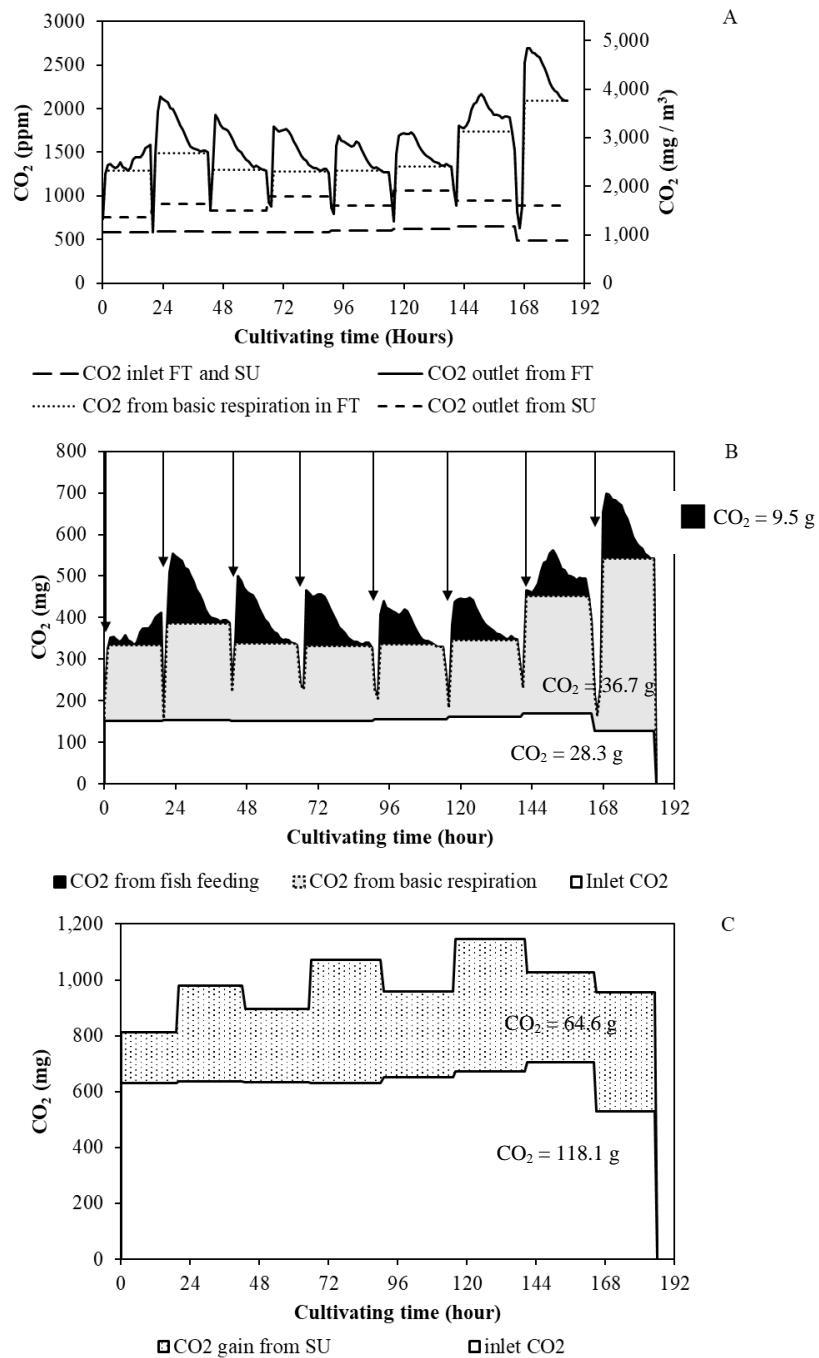 A
CO₂ (ppm)
3000
2500
2000
1500
1000
500
0
5,000
4,000
3,000
2,000
1,000
0
CO₂ (mg / m³)
0 24 48 72 96 120 144 168 192
Cultivating time (Hours)
CO2 inlet FT and SU CO2 outlet from FT
CO2 from basic respiration in FT CO2 outlet from SU
B
CO₂ (mg)
800
700
600
500
400
300
200
100
0
CO₂ = 9.5 g
CO₂ = 36.7 g
CO₂ = 28.3 g
0 24 48 72 96 120 144 168 192
Cultivating time (hour)
CO2 from fish feeding CO2 from basic respiration Inlet CO2
C
CO₂ (mg)
1,200
1,000
800
600
400
200
0
CO₂ = 64.6 g
CO₂ = 118.1 g
0 24 48 72 96 120 144 168 192
Cultivating time (hour)
CO2 gain from SU inlet CO2